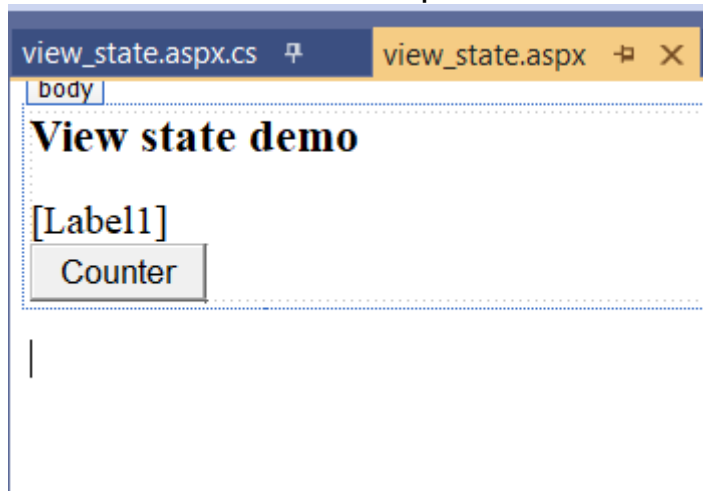 view_state.aspx.cs view_state.aspx
body
View state demo
[Label1]
Counter